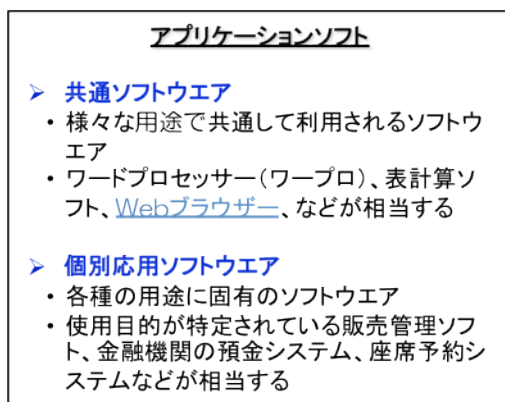 アプリケーションソフト
➢ 共通ソフトウエア
• 様々な用途で共通して利用されるソフトウ
エア
• ワードプロセッサー（ワープロ）、表計算ソ
フト、Webブラウザー、などが相当する
➢ 個別応用ソフトウエア
• 各種の用途に固有のソフトウエア
• 使用目的が特定されている販売管理ソフ
ト、金融機関の預金システム、座席予約シ
ステムなどが相当する